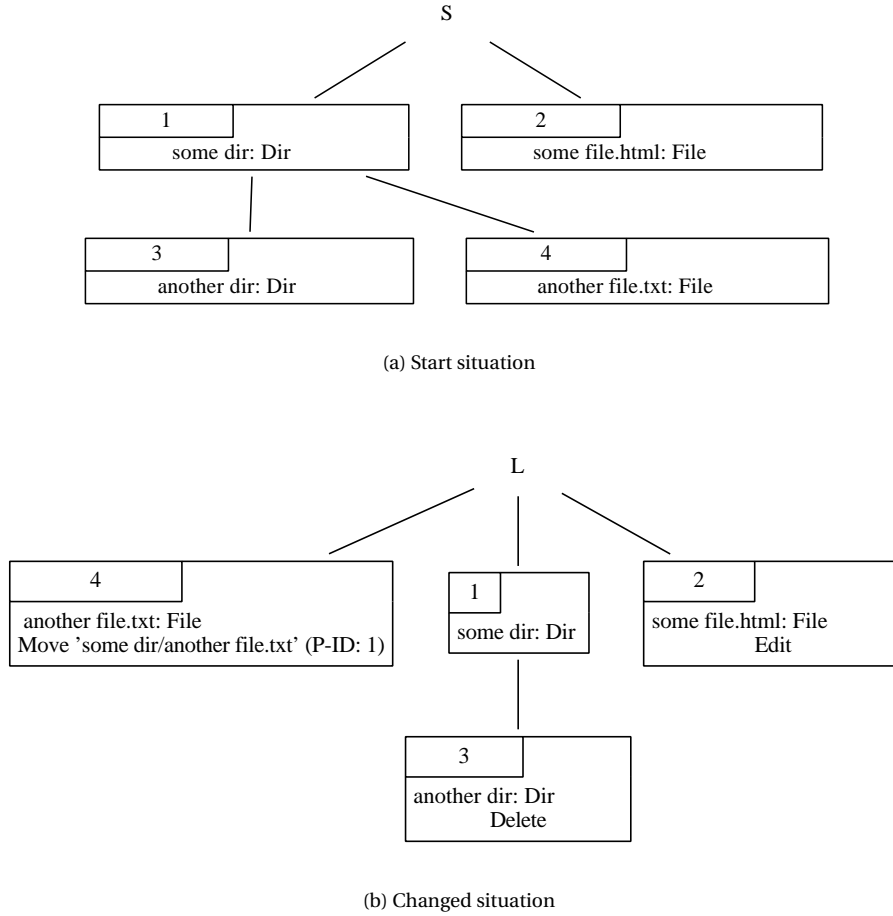 S
1
some dir: Dir
2
some file.html: File
3
another dir: Dir
4
another file.txt: File
(a) Start situation
L
4
another file.txt: File
Move ’some dir/another file.txt’ (P-ID: 1)
1
some dir: Dir
2
some file.html: File
Edit
3
another dir: Dir
Delete
(b) Changed situation